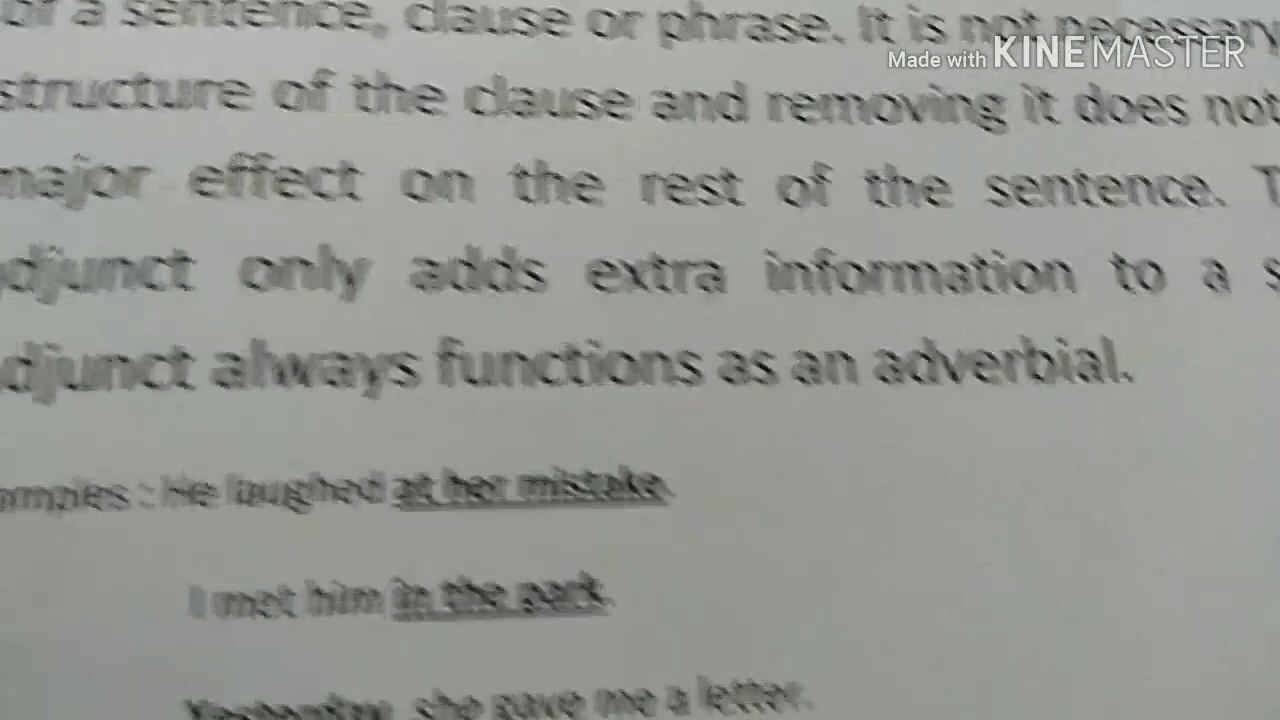 of a sentence, clause or phrase. It is not necessary
Made with KINEMASTER
structure of the clause and removing it does not
major effect on the rest of the sentence. T
djunct only adds extra information to a s
djunct always functions as an adverbial.
amples : He laughed at her mistake.
I met him in the park.
Yesterday, she gave me a letter.